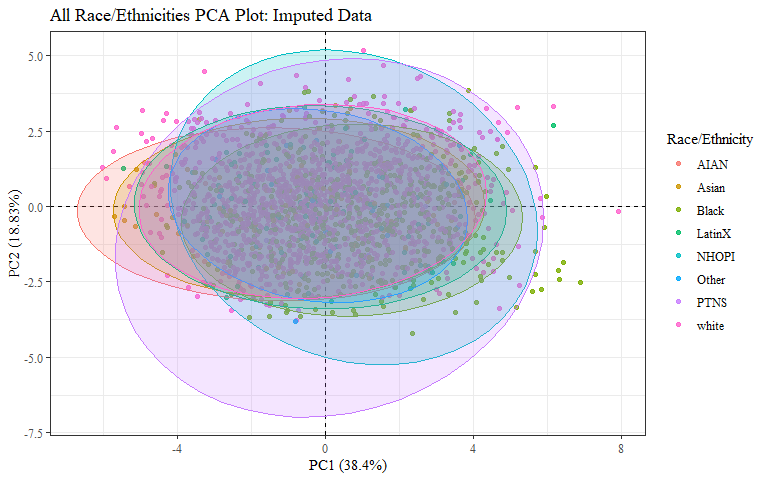 All Race/Ethnicities PCA Plot: Imputed Data
5.0
2.5
0.0
-2.5
-5.0
-7.5
PC2 (18.83%)
-4
0
4
8
PC1 (38.4%)
Race/Ethnicity
AIAN
Asian
Black
LatinX
NHOPI
Other
PTNS
white